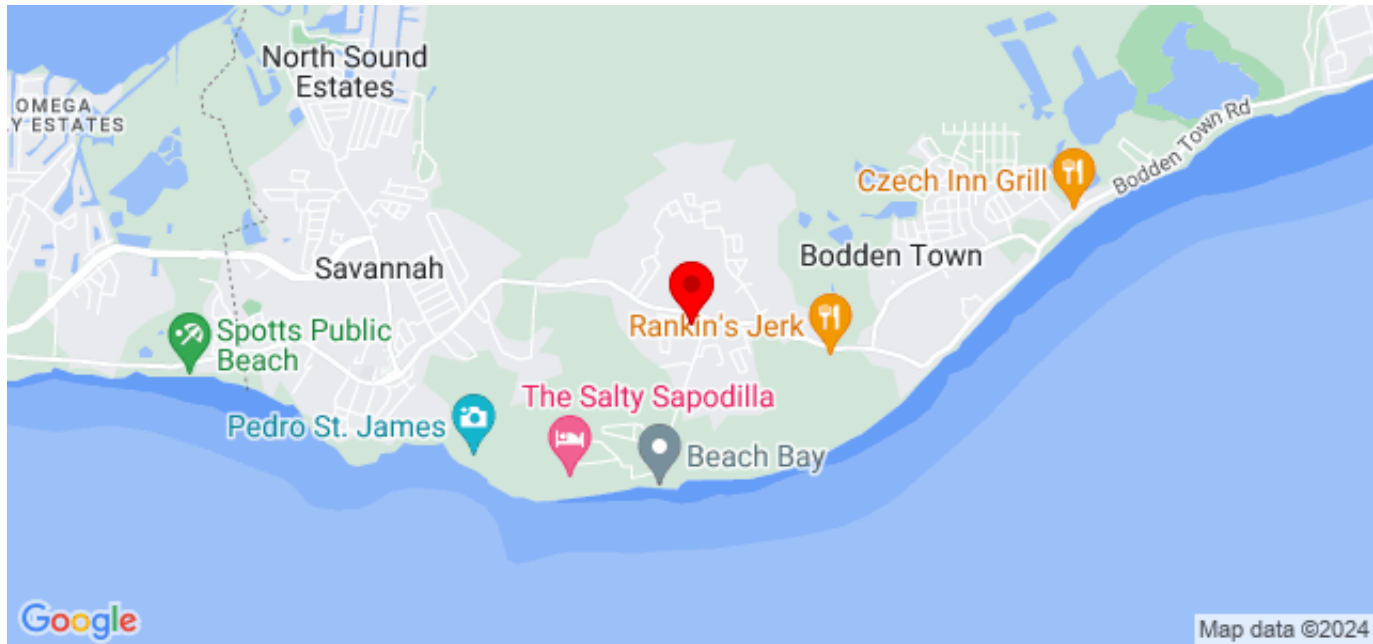 North Sound
Estates
OMEGA
Y ESTATES
Czech Inn Grill
Bodden Town Rd
Savannah
Bodden Town
Spotts Public
Beach
Rankin's Jerk
The Salty Sapodilla
Pedro St. James
Beach Bay
Google
Map data ©2024